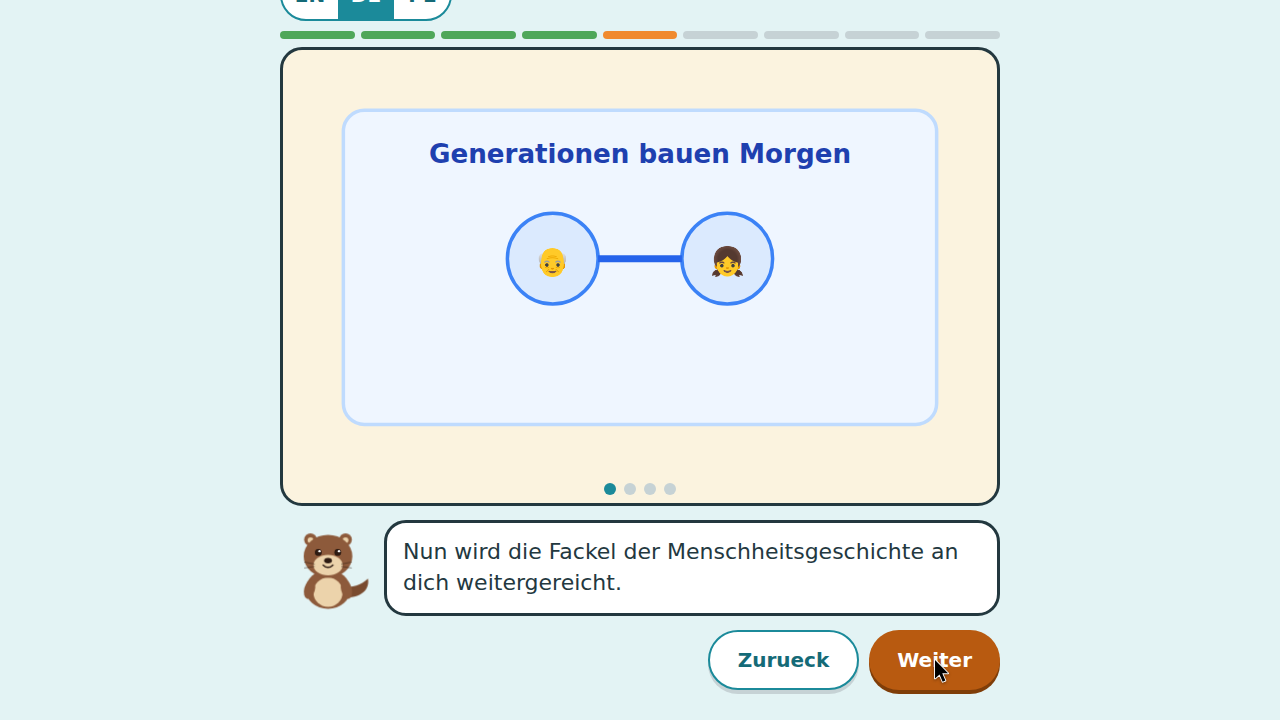 Generationen bauen Morgen
Nun wird die Fackel der Menschheitsgeschichte an
dich weitergereicht.
Zurueck
Weiter